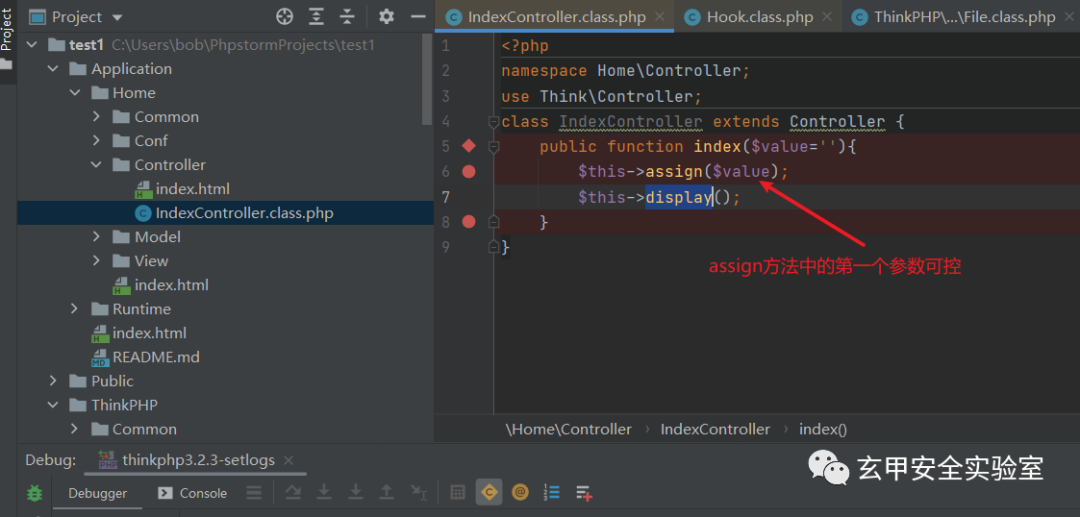 Project
Project
test1 C:\Users\bob\PhpstormProjects\test1
Application
Home
Common
Conf
Controller
index.html
IndexController.class.php
Model
View
index.html
Runtime
index.html
README.md
Public
ThinkPHP
Common
IndexController.class.php
Hook.class.php
ThinkPHP\...\File.class.php
1 <?php
2 namespace Home\Controller;
3 use Think\Controller;
4 class IndexController extends Controller {
5 public function index($value=''){
6 $this->assign($value);
7 $this->display();
8 }
9 }
assign方法中的第一个参数可控
\Home\Controller › IndexController › index()
Debug: thinkphp3.2.3-setlogs
Debugger Console
玄甲安全实验室